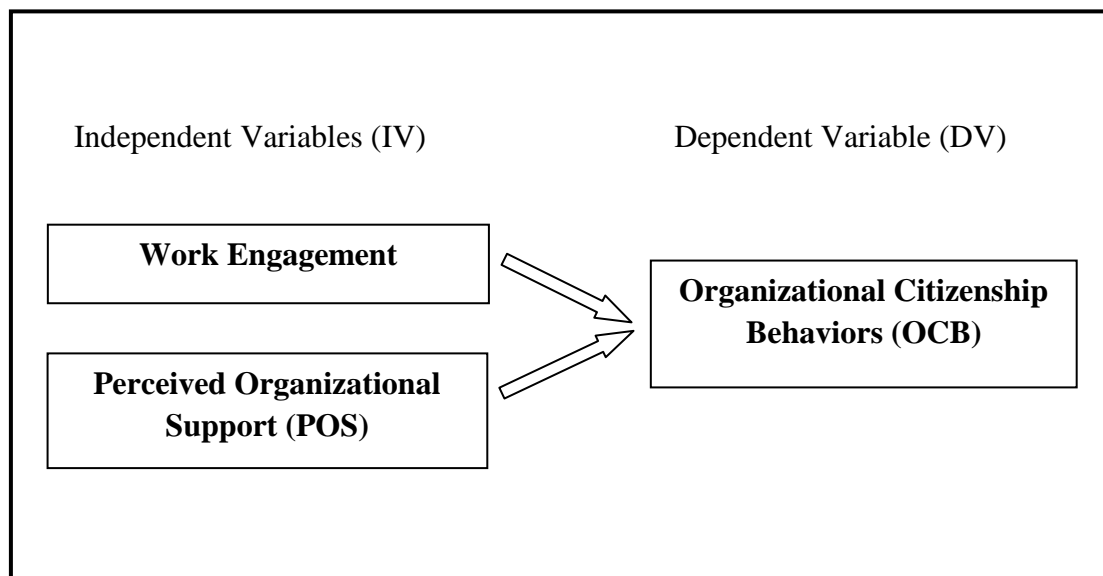 Independent Variables (IV)
Dependent Variable (DV)
Work Engagement
Perceived Organizational
Support (POS)
Organizational Citizenship
Behaviors (OCB)